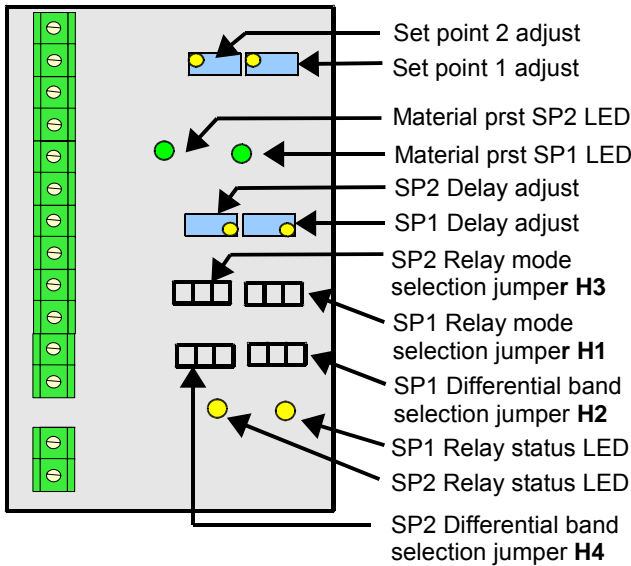 Set point 2 adjust
Set point 1 adjust
Material prst SP2 LED
Material prst SP1 LED
SP2 Delay adjust
SP1 Delay adjust
SP2 Relay mode
selection jumper H3
SP1 Relay mode
selection jumper H1
SP1 Differential band
selection jumper H2
SP1 Relay status LED
SP2 Relay status LED
SP2 Differential band
selection jumper H4